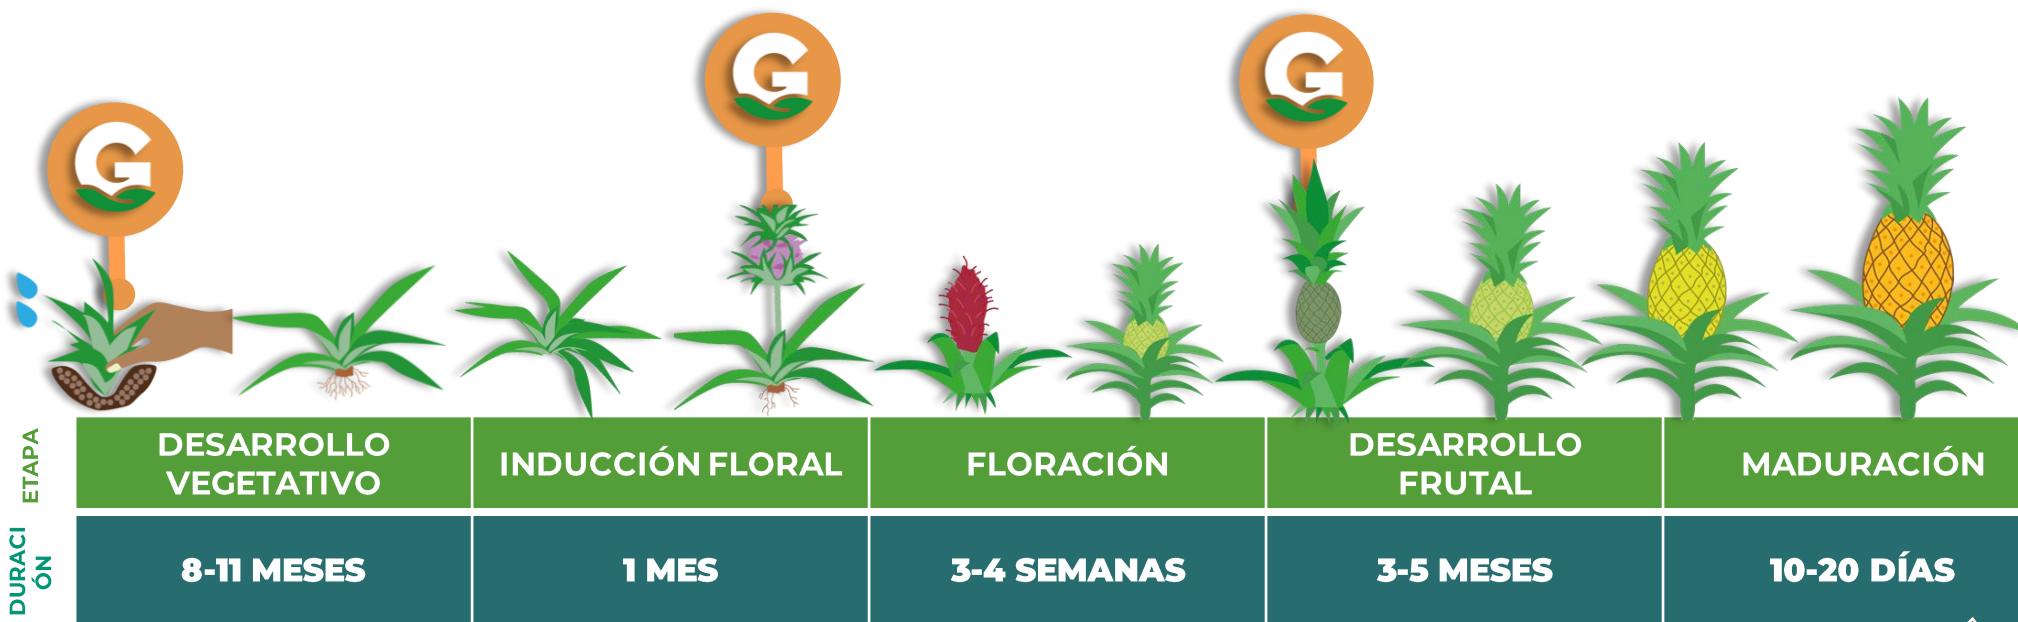 G
G
G
ETAPA
DESARROLLO
VEGETATIVO
INDUCCIÓN FLORAL
FLORACIÓN
DESARROLLO
FRUTAL
MADURACIÓN
DURACI
ÓN
8-11 MESES
1 MES
3-4 SEMANAS
3-5 MESES
10-20 DÍAS